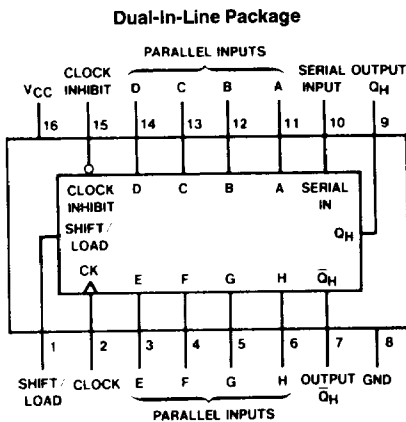 Dual-In-Line Package
PARALLEL INPUTS
CLOCK SERIAL OUTPUT
VCC INHIBIT D C B A INPUT QH
16 15 14 13 12 11 10 9
CLOCK D C B A SERIAL
INHIBIT IN
SHIFT/
LOAD QH
CK E F G H Q̅H
1 2 3 4 5 6 7 8
SHIFT/ CLOCK E F G H OUTPUT GND
LOAD Q̅H
PARALLEL INPUTS